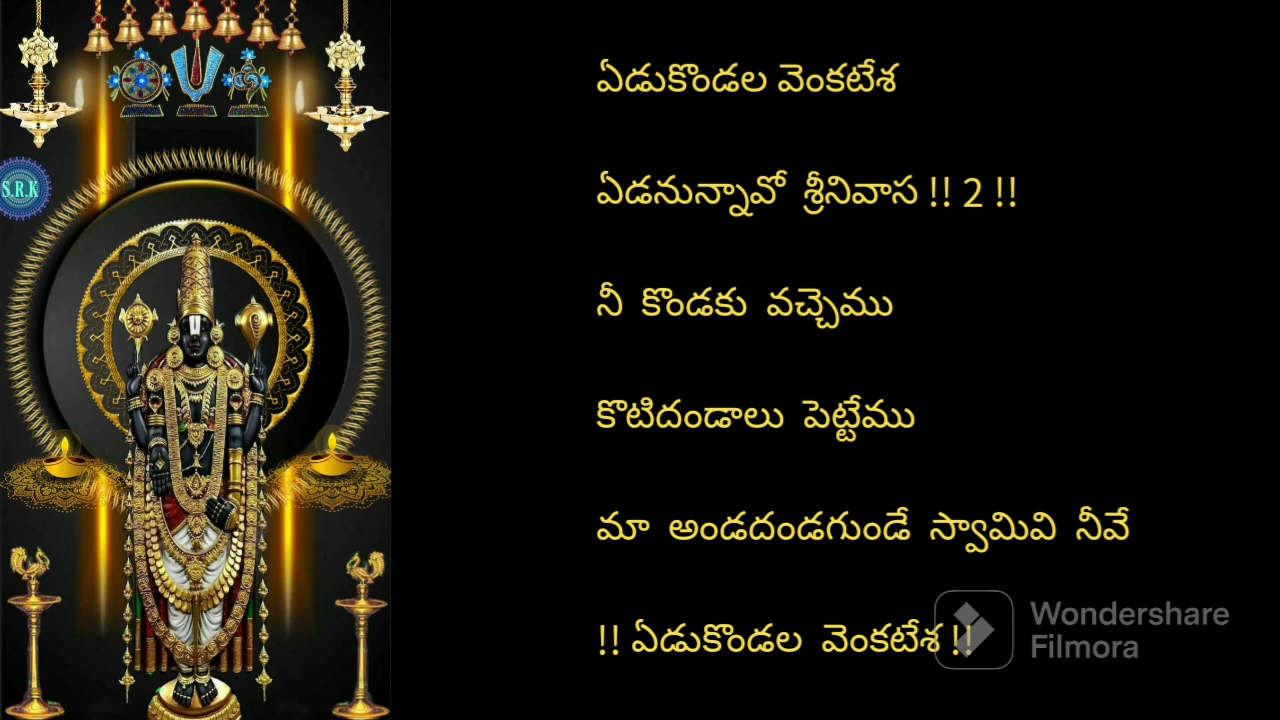 S.R.K
ఏడుకొండల వెంకటేశ
ఏడనున్నావో శ్రీనివాస !! 2 !!
నీ కొండకు వచ్చెము
కొటిదండాలు పెట్టేము
మా అండదండగుండే స్వామివి నీవే
!! ఏడుకొండల వెంకటేశ !!
Wondershare
Filmora